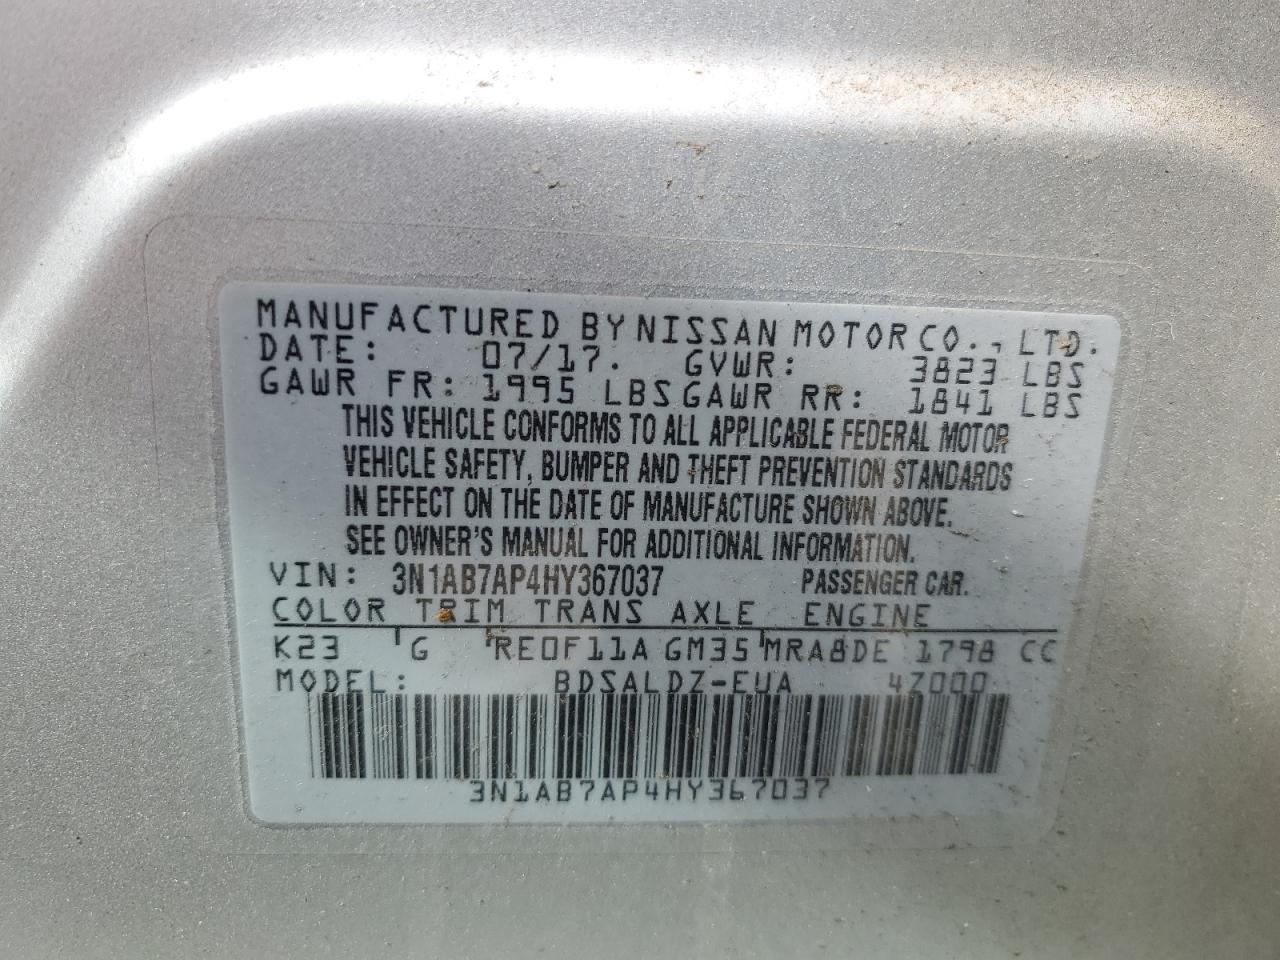 MANUFACTURED BY NISSAN MOTOR CO., LTD.
DATE: 07/17. GVWR: 3823 LBS
GAWR FR: 1995 LBS GAWR RR: 1841 LBS
THIS VEHICLE CONFORMS TO ALL APPLICABLE FEDERAL MOTOR
VEHICLE SAFETY, BUMPER AND THEFT PREVENTION STANDARDS
IN EFFECT ON THE DATE OF MANUFACTURE SHOWN ABOVE.
SEE OWNER'S MANUAL FOR ADDITIONAL INFORMATION.
VIN: 3N1AB7AP4HY367037 PASSENGER CAR.
COLOR TRIM TRANS AXLE ENGINE
K23 G RE0F11A GM35 MRA8DE 1798 CC
MODEL: BDSALDZ-EUA 4Z000
3N1AB7AP4HY367037